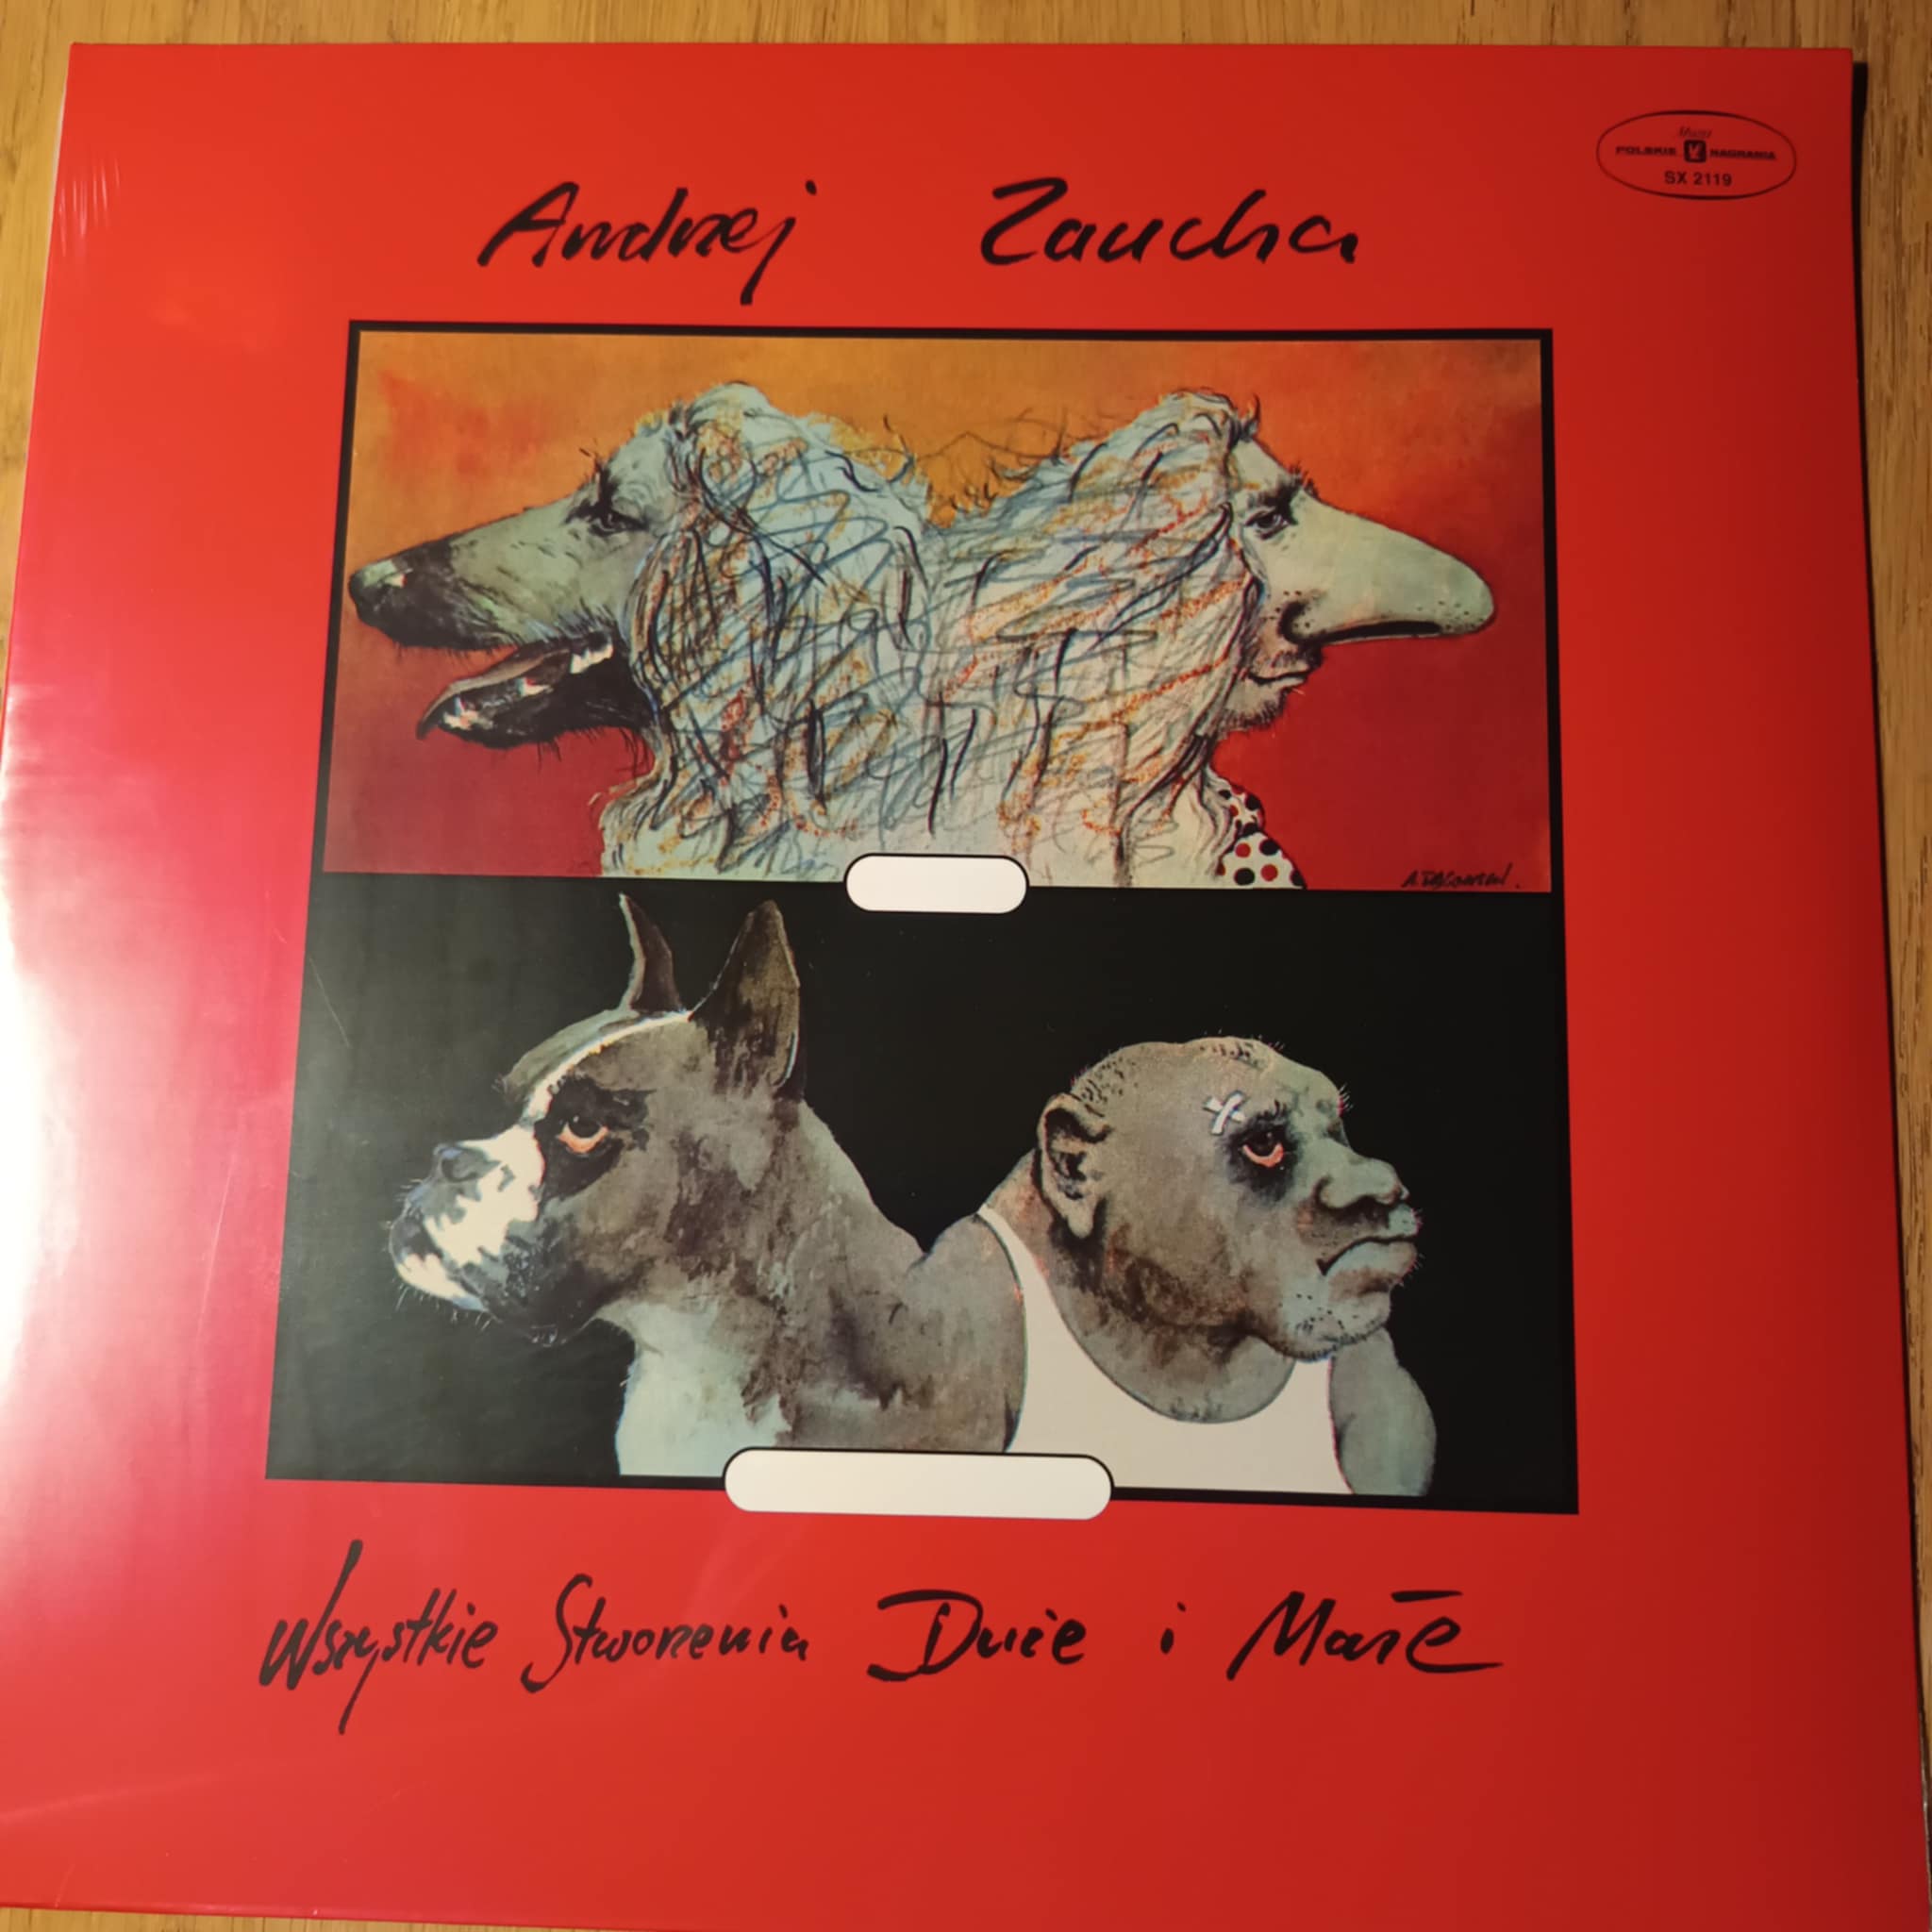 Muza
POLSKIE NAGRANIA
SX 2119
Andrzej Zaucha
Wszystkie Stworzenia Duże i Małe